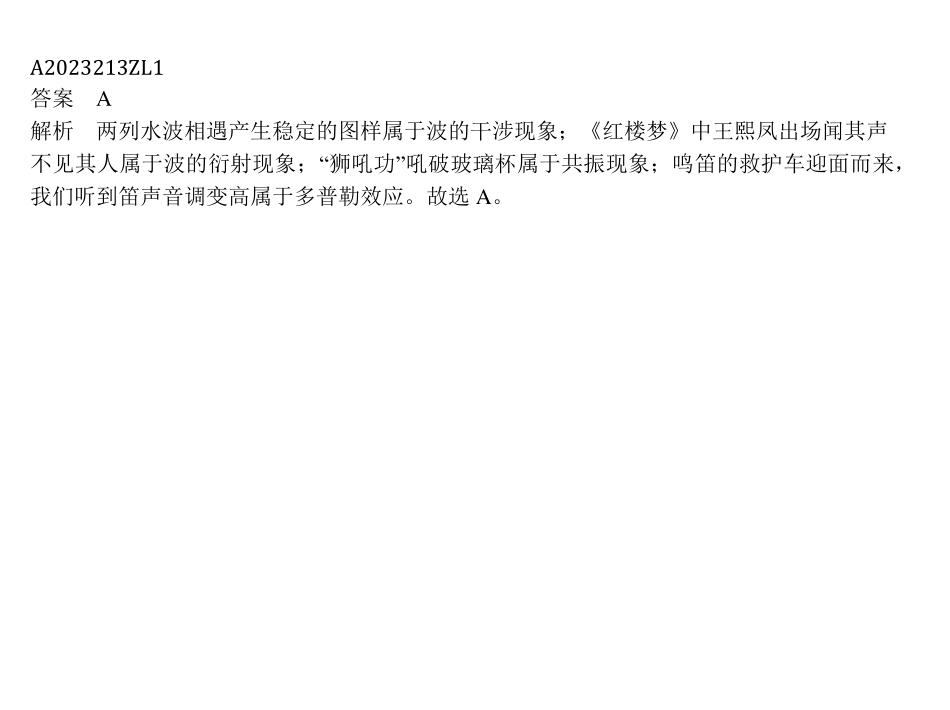 A2023213ZL1
答案　A
解析　两列水波相遇产生稳定的图样属于波的干涉现象；《红楼梦》中王熙凤出场闻其声
不见其人属于波的衍射现象；“狮吼功”吼破玻璃杯属于共振现象；鸣笛的救护车迎面而来，
我们听到笛声音调变高属于多普勒效应。故选 A。